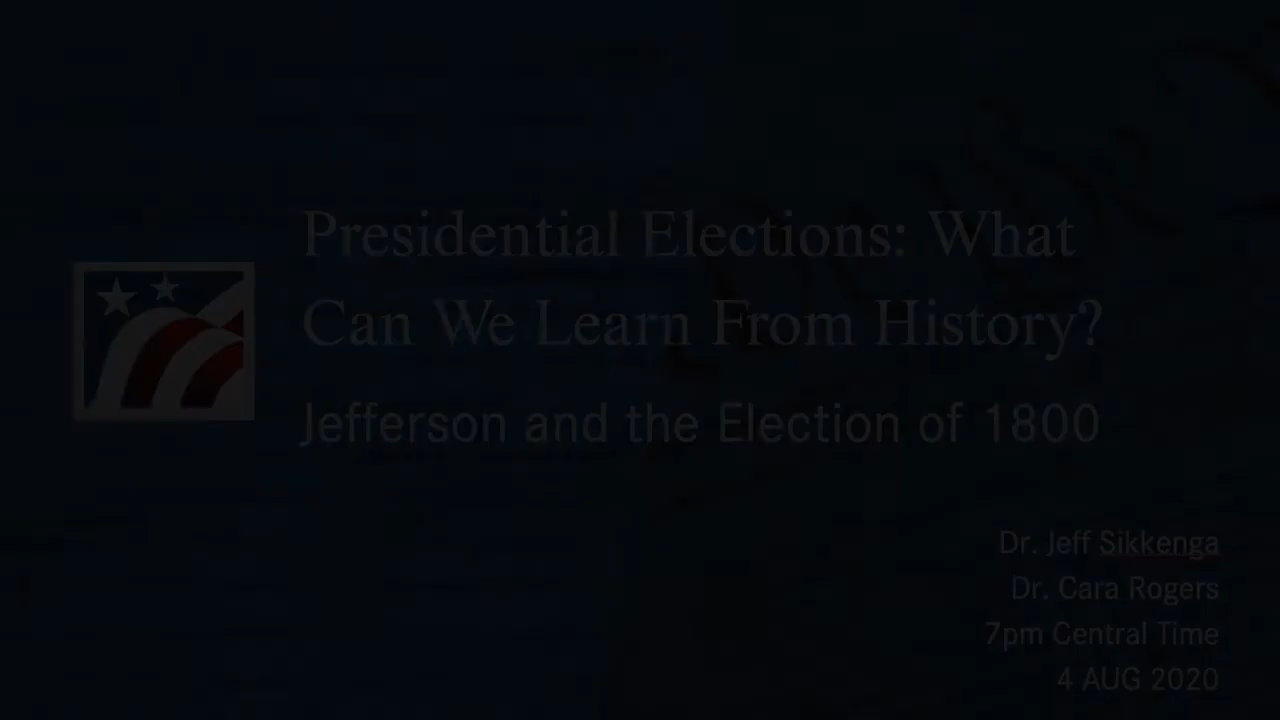 Presidential Elections: What
Can We Learn From History?
Jefferson and the Election of 1800
Dr. Jeff Sikkenga
Dr. Cara Rogers
7pm Central Time
4 AUG 2020